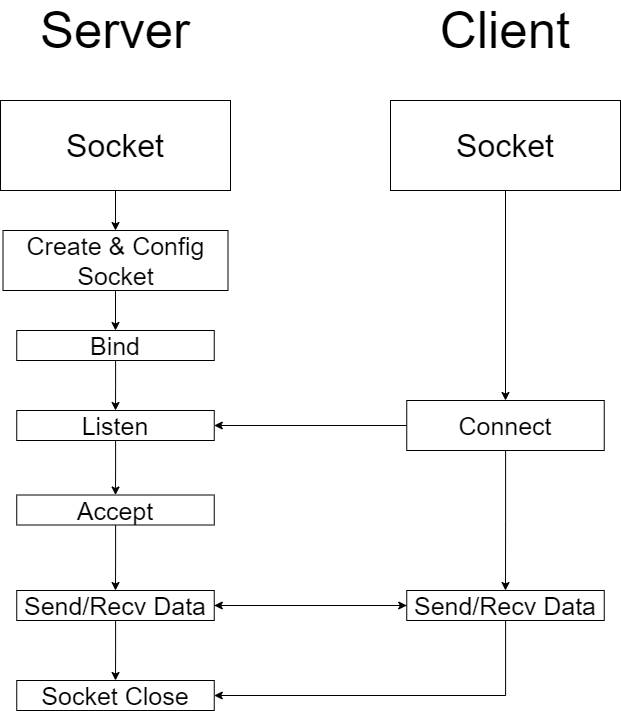 Server
Client
Socket
Socket
Create & Config
Socket
Bind
Listen
Connect
Accept
Send/Recv Data
Send/Recv Data
Socket Close